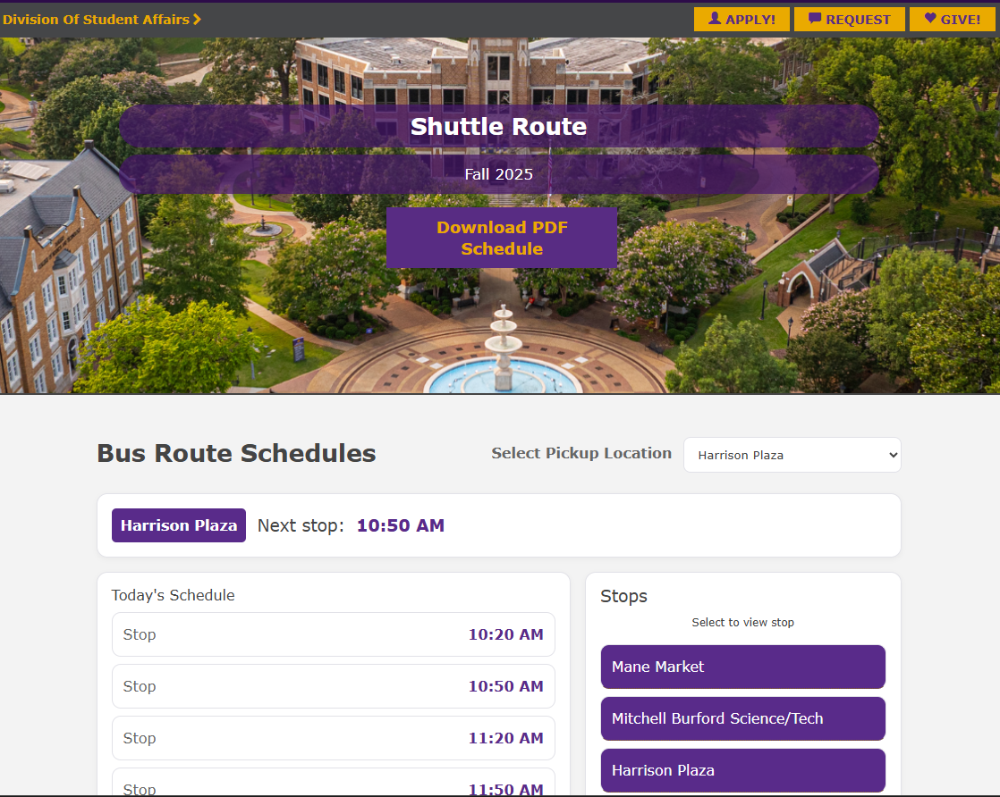 Division Of Student Affairs
APPLY!
REQUEST
GIVE!
Shuttle Route
Fall 2025
Download PDF
Schedule
Bus Route Schedules
Select Pickup Location
Harrison Plaza
Harrison Plaza Next stop: 10:50 AM
Today's Schedule
Stop 10:20 AM
Stop 10:50 AM
Stop 11:20 AM
Stop 11:50 AM
Stops
Select to view stop
Mane Market
Mitchell Burford Science/Tech
Harrison Plaza